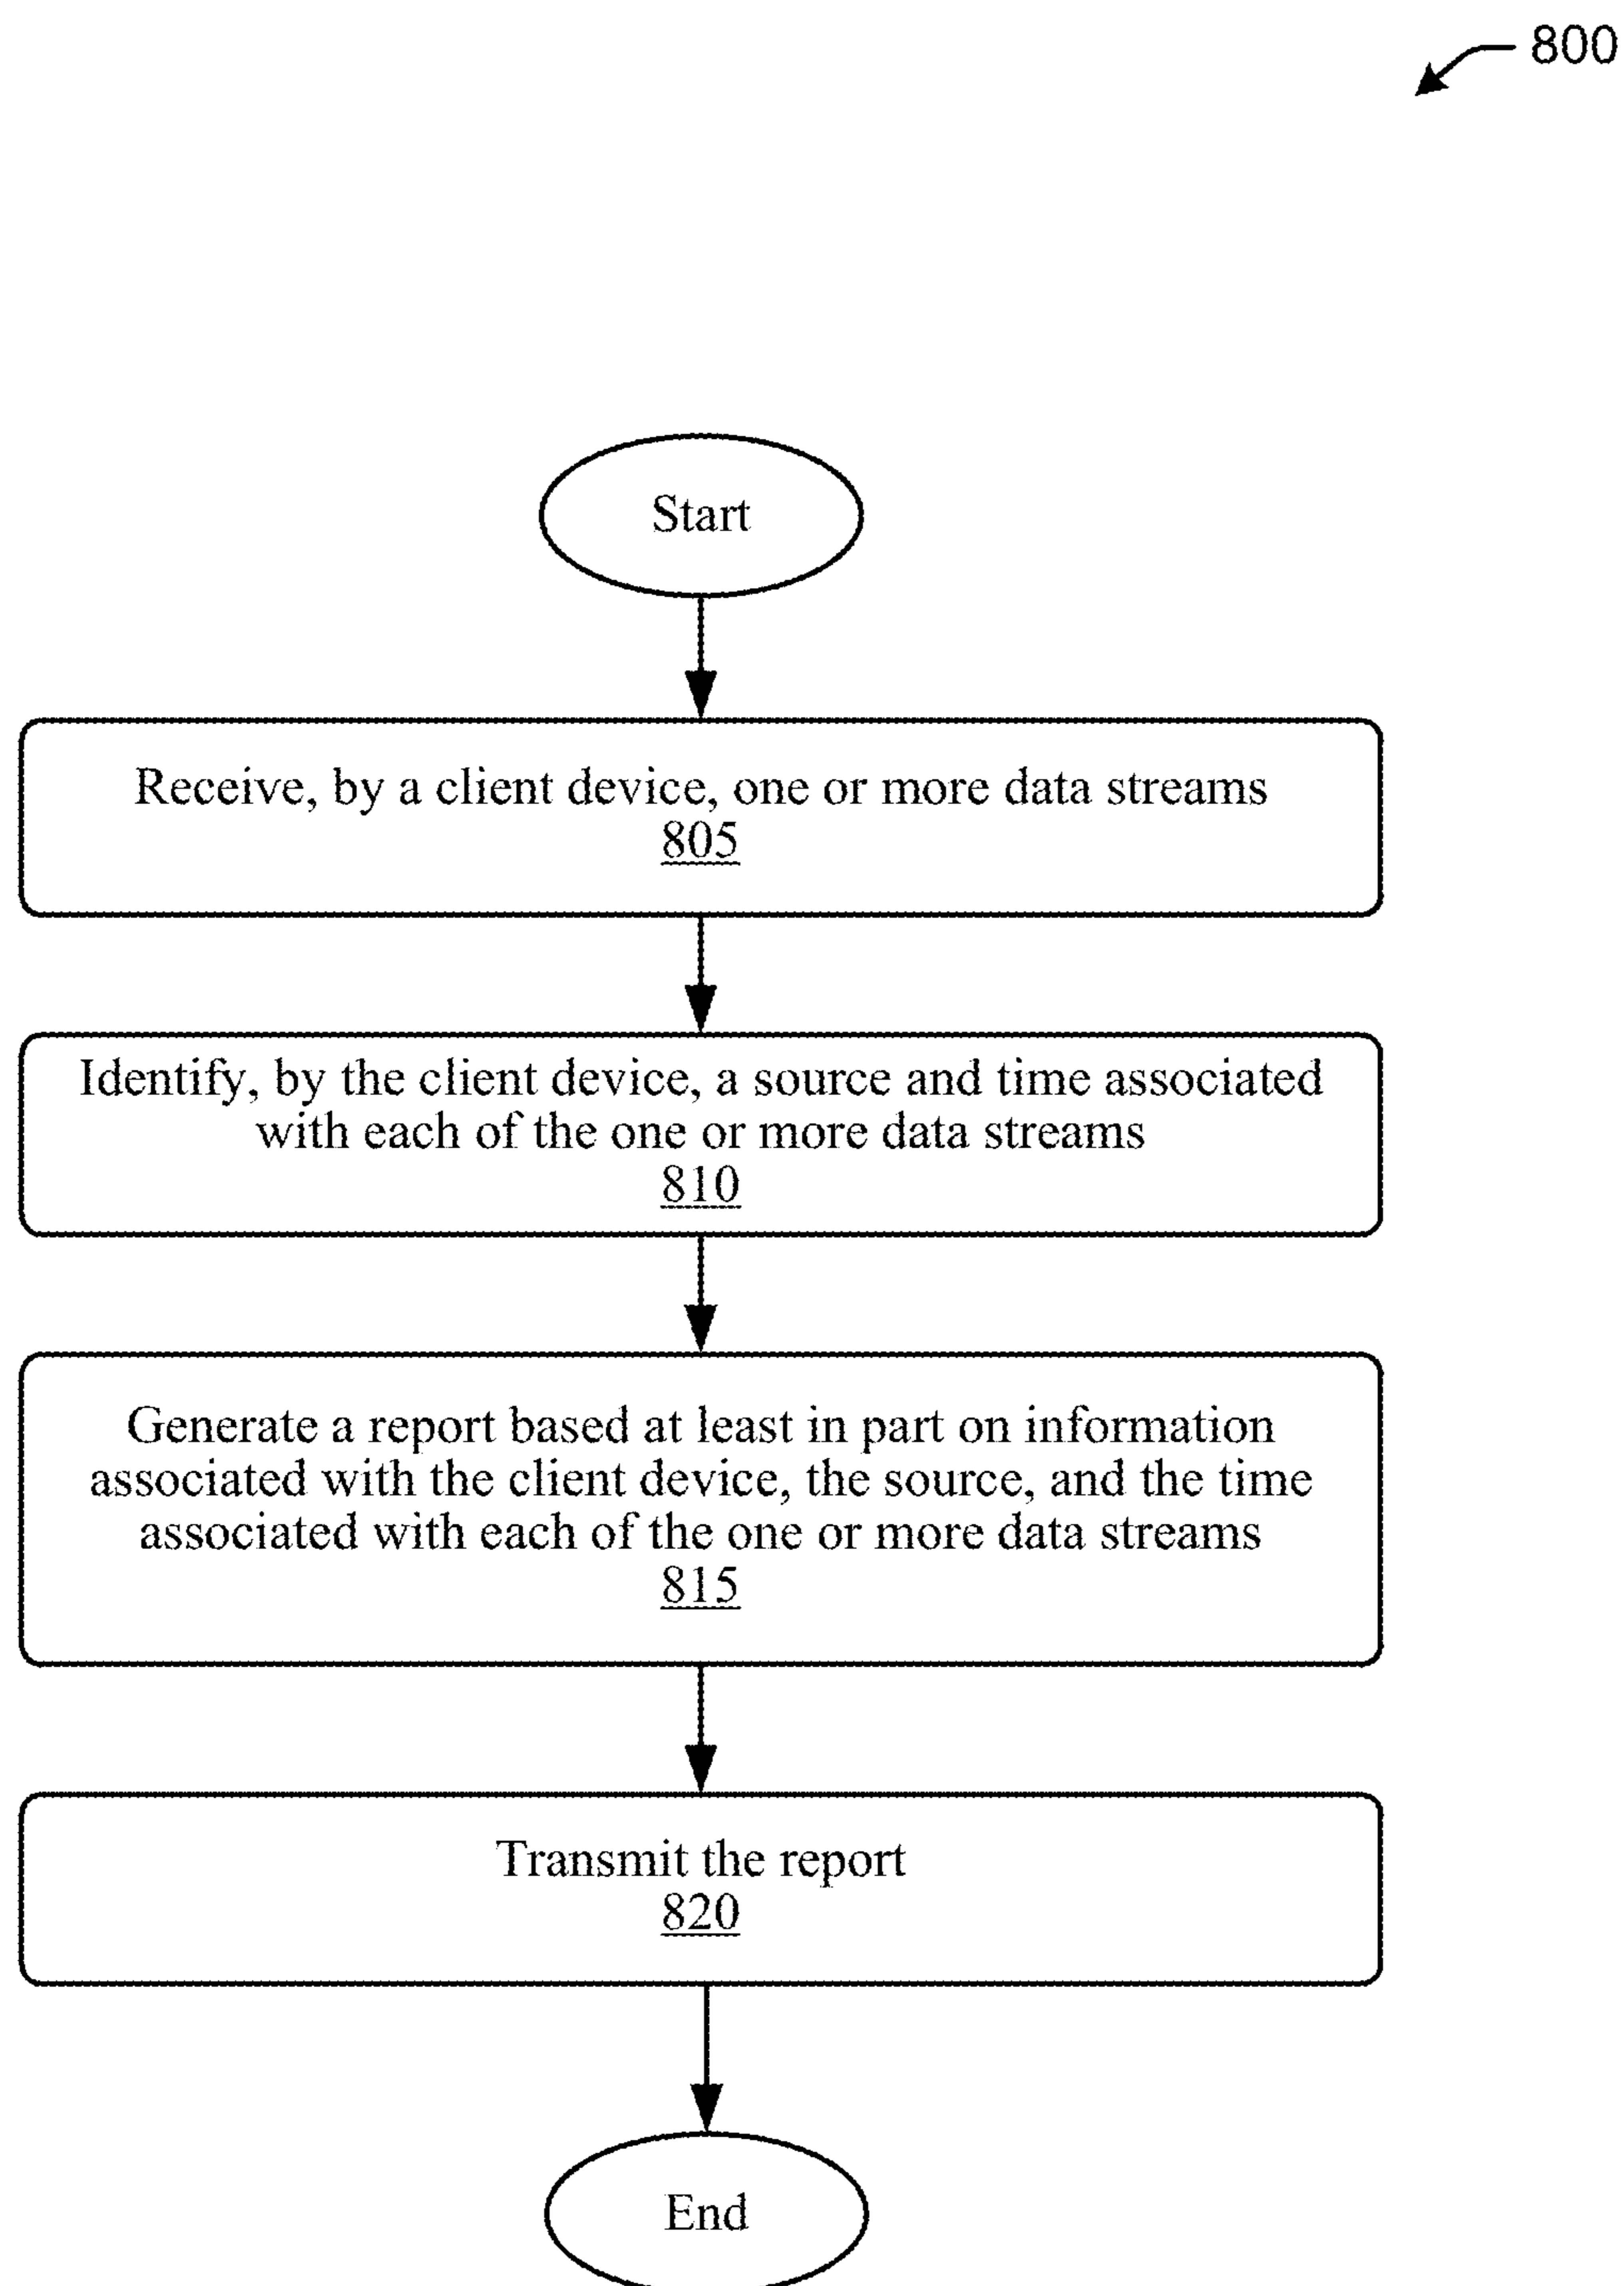 800
Start
Receive, by a client device, one or more data streams
805
Identify, by the client device, a source and time associated
with each of the one or more data streams
810
Generate a report based at least in part on information
associated with the client device, the source, and the time
associated with each of the one or more data streams
815
Transmit the report
820
End